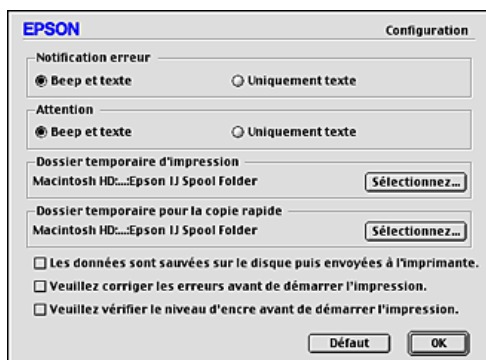 EPSON Configuration
Notification erreur
Beep et texte Uniquement texte
Attention
Beep et texte Uniquement texte
Dossier temporaire d'impression
Macintosh HD:...:Epson IJ Spool Folder Sélectionnez...
Dossier temporaire pour la copie rapide
Macintosh HD:...:Epson IJ Spool Folder Sélectionnez...
Les données sont sauvées sur le disque puis envoyées à l'imprimante.
Veuillez corriger les erreurs avant de démarrer l'impression.
Veuillez vérifier le niveau d'encre avant de démarrer l'impression.
Défaut OK